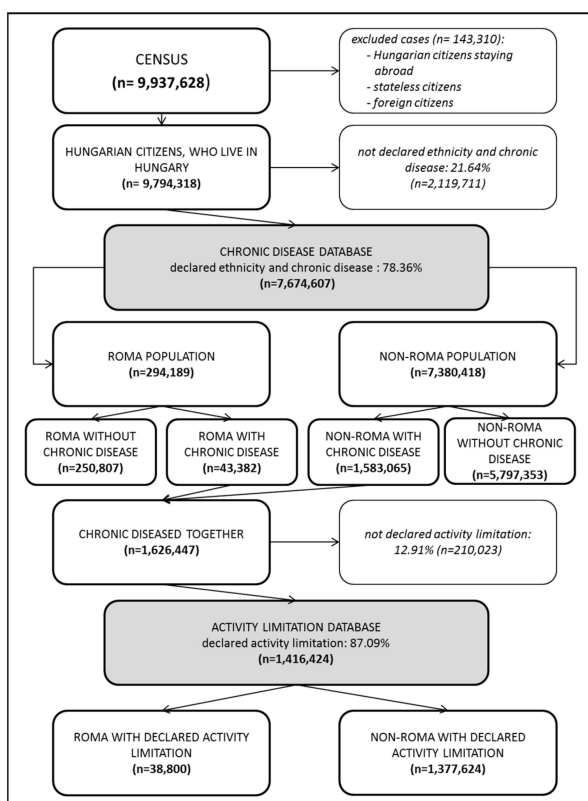 CENSUS
(n= 9,937,628)
excluded cases (n= 143,310):
- Hungarian citizens staying
abroad
- stateless citizens
- foreign citizens
HUNGARIAN CITIZENS, WHO LIVE IN
HUNGARY
(n= 9,794,318)
not declared ethnicity and chronic
disease: 21.64%
(n=2,119,711)
CHRONIC DISEASE DATABASE
declared ethnicity and chronic disease : 78.36%
(n=7,674,607)
ROMA POPULATION
(n=294,189)
NON-ROMA POPULATION
(n=7,380,418)
ROMA WITHOUT
CHRONIC DISEASE
(n=250,807)
ROMA WITH
CHRONIC DISEASE
(n=43,382)
NON-ROMA WITH
CHRONIC DISEASE
(n=1,583,065)
NON-ROMA
WITHOUT CHRONIC
DISEASE
(n=5,797,353)
CHRONIC DISEASED TOGETHER
(n=1,626,447)
not declared activity limitation:
12.91% (n=210,023)
ACTIVITY LIMITATION DATABASE
declared activity limitation: 87.09%
(n=1,416,424)
ROMA WITH DECLARED ACTIVITY
LIMITATION
(n=38,800)
NON-ROMA WITH DECLARED
ACTIVITY LIMITATION
(n=1,377,624)